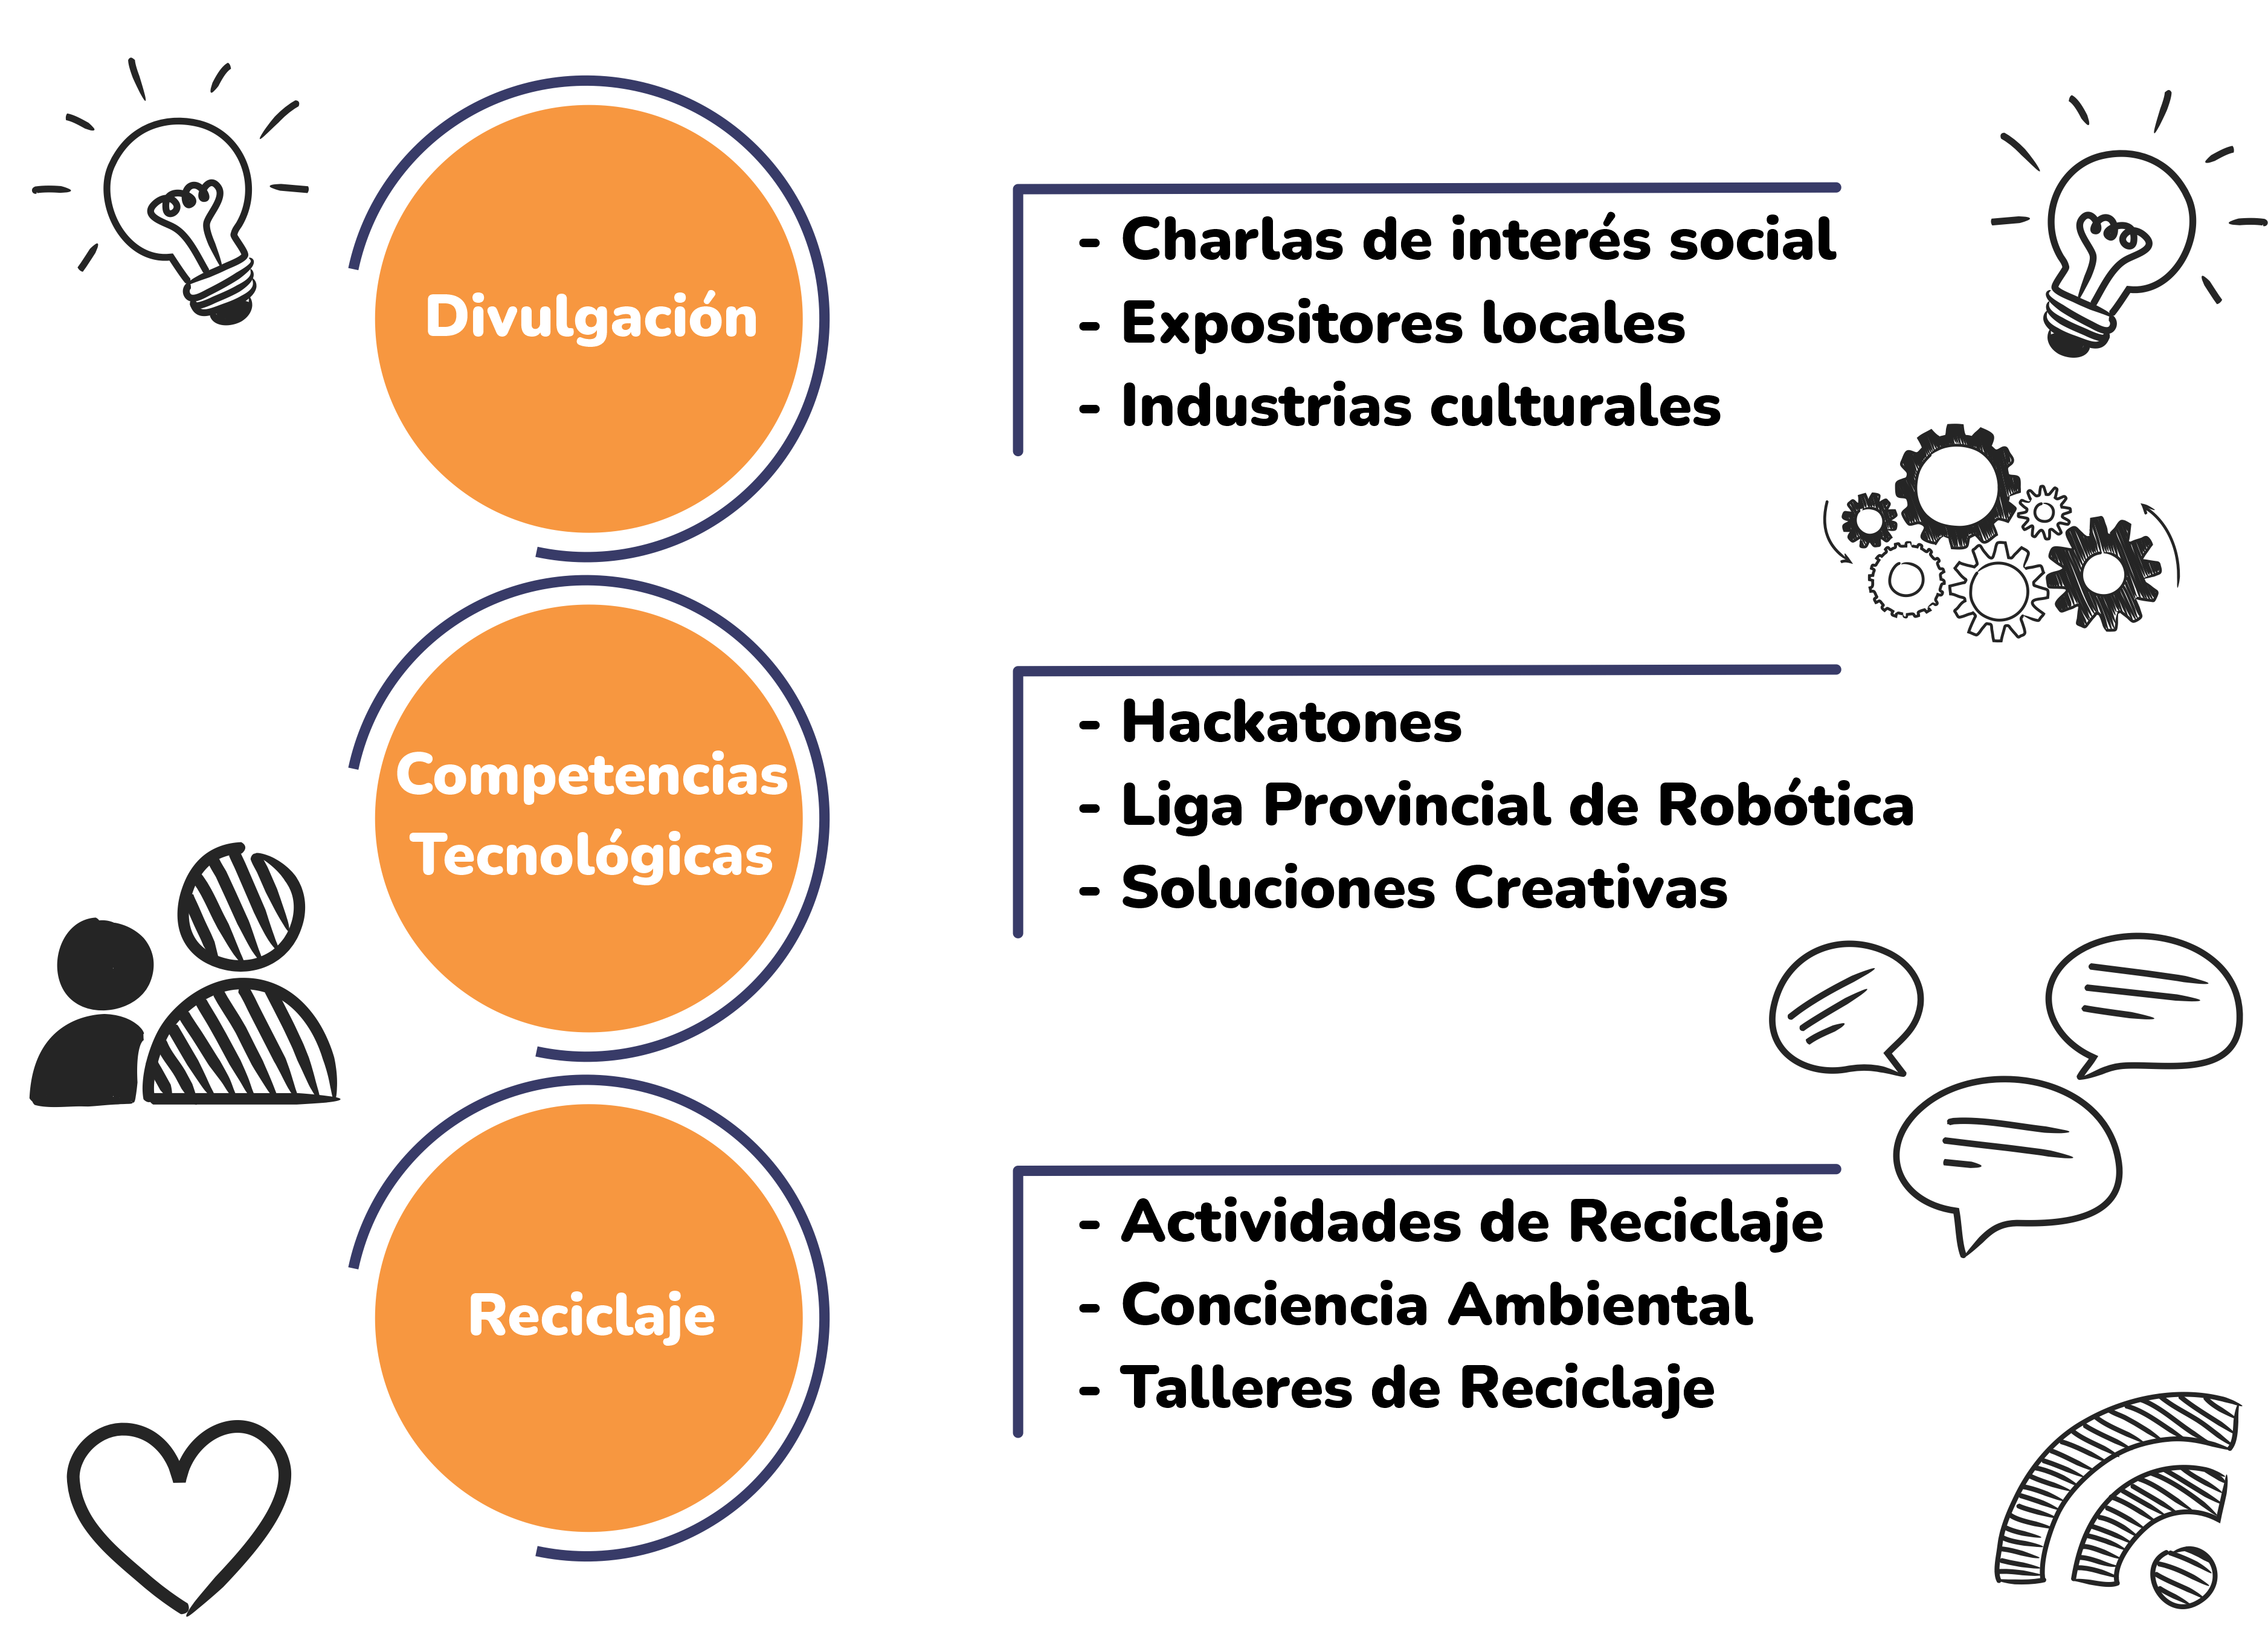 Divulgación
- Charlas de interés social
- Expositores locales
- Industrias culturales
Competencias
Tecnológicas
- Hackatones
- Liga Provincial de Robótica
- Soluciones Creativas
Reciclaje
- Actividades de Reciclaje
- Conciencia Ambiental
- Talleres de Reciclaje